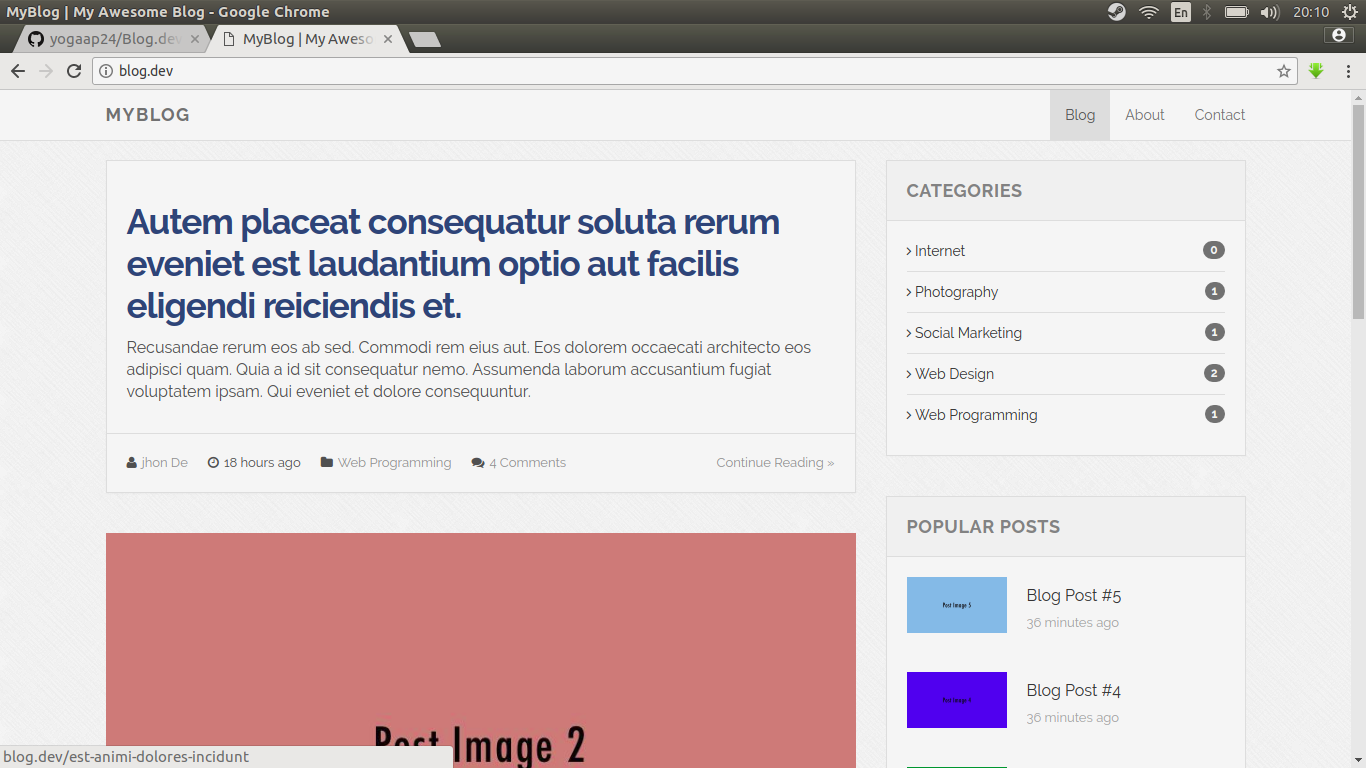 MyBlog | My Awesome Blog - Google Chrome
En
20:10
yogaap24/Blog.dev
MyBlog | My Aweso
blog.dev
MYBLOG
Blog
About
Contact
Autem placeat consequatur soluta rerum
eveniet est laudantium optio aut facilis
eligendi reiciendis et.
Recusandae rerum eos ab sed. Commodi rem eius aut. Eos dolorem occaecati architecto eos
adipisci quam. Quia a id sit consequatur nemo. Assumenda laborum accusantium fugiat
voluptatem ipsam. Qui eveniet et dolore consequuntur.
jhon De
18 hours ago
Web Programming
4 Comments
Continue Reading »
Post Image 2
CATEGORIES
Internet 0
Photography 1
Social Marketing 1
Web Design 2
Web Programming 1
POPULAR POSTS
Post Image 5
Blog Post #5
36 minutes ago
Post Image 4
Blog Post #4
36 minutes ago
blog.dev/est-animi-dolores-incidunt